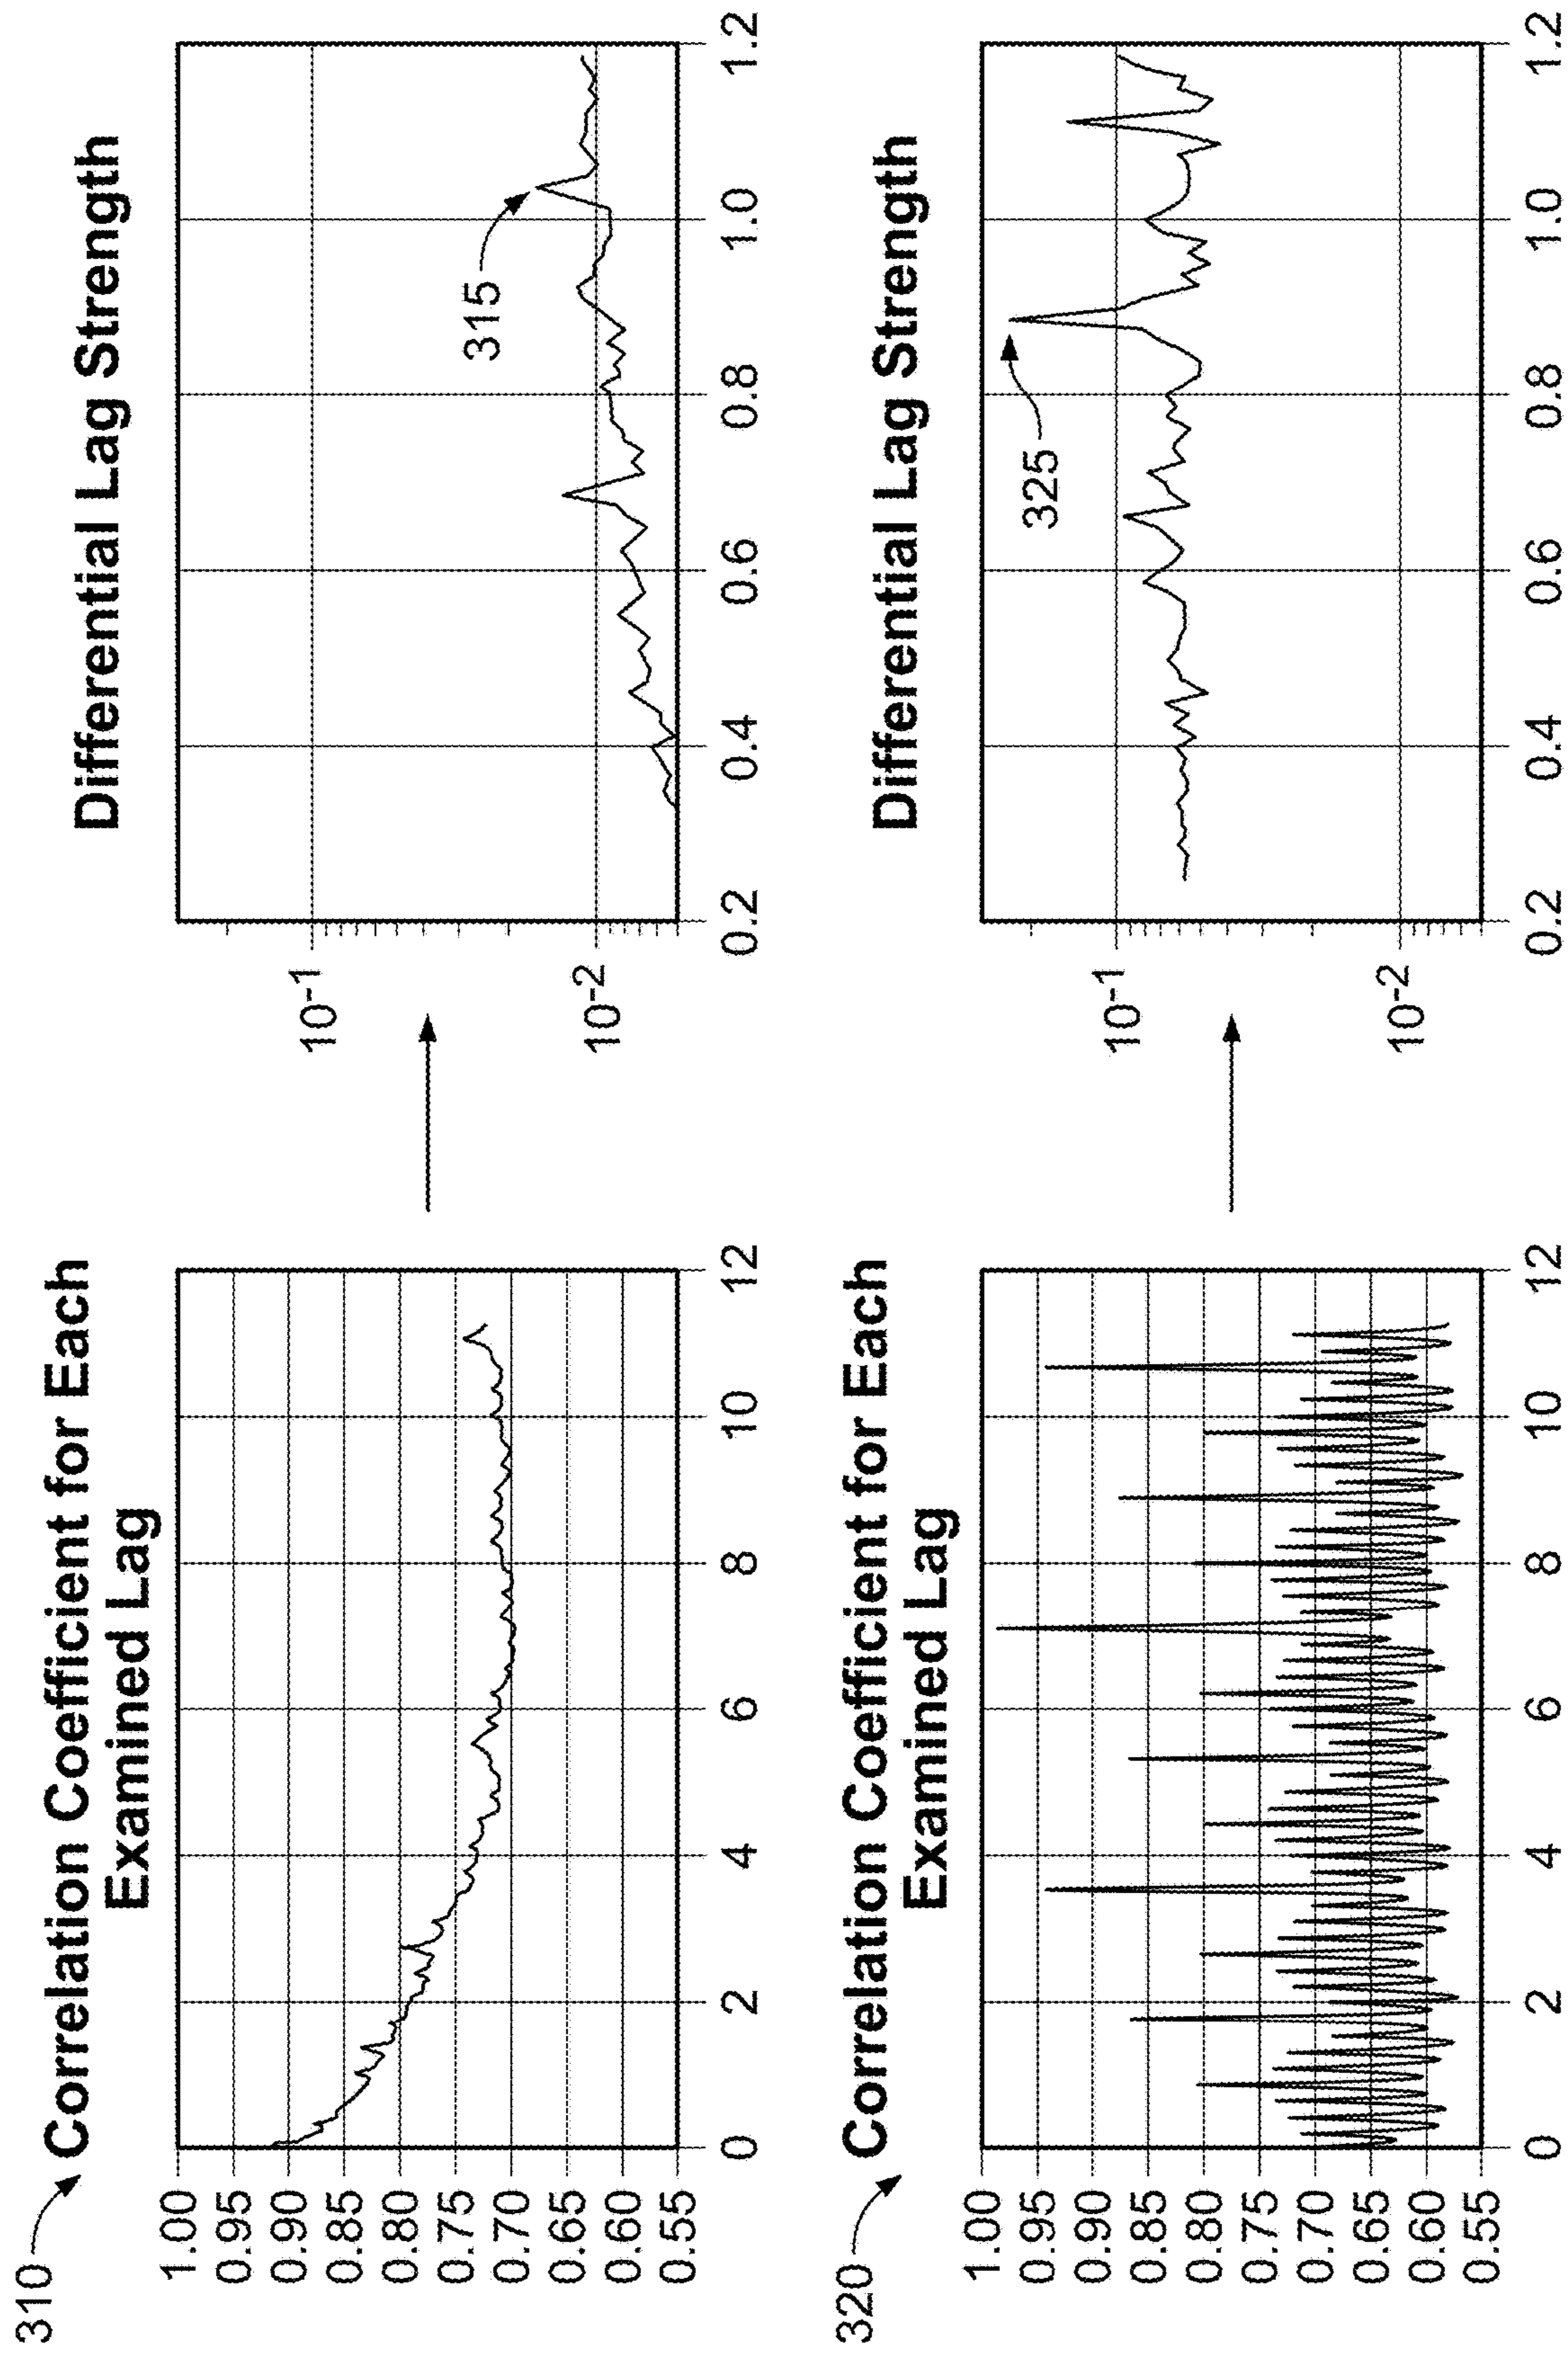 310
Correlation Coefficient for Each
Examined Lag
1.00
0.95
0.90
0.85
0.80
0.75
0.70
0.65
0.60
0.55
0 2 4 6 8 10 12
Differential Lag Strength
315
10-1
10-2
0.2 0.4 0.6 0.8 1.0 1.2
320
Correlation Coefficient for Each
Examined Lag
1.00
0.95
0.90
0.85
0.80
0.75
0.70
0.65
0.60
0.55
0 2 4 6 8 10 12
Differential Lag Strength
325
10-1
10-2
0.2 0.4 0.6 0.8 1.0 1.2